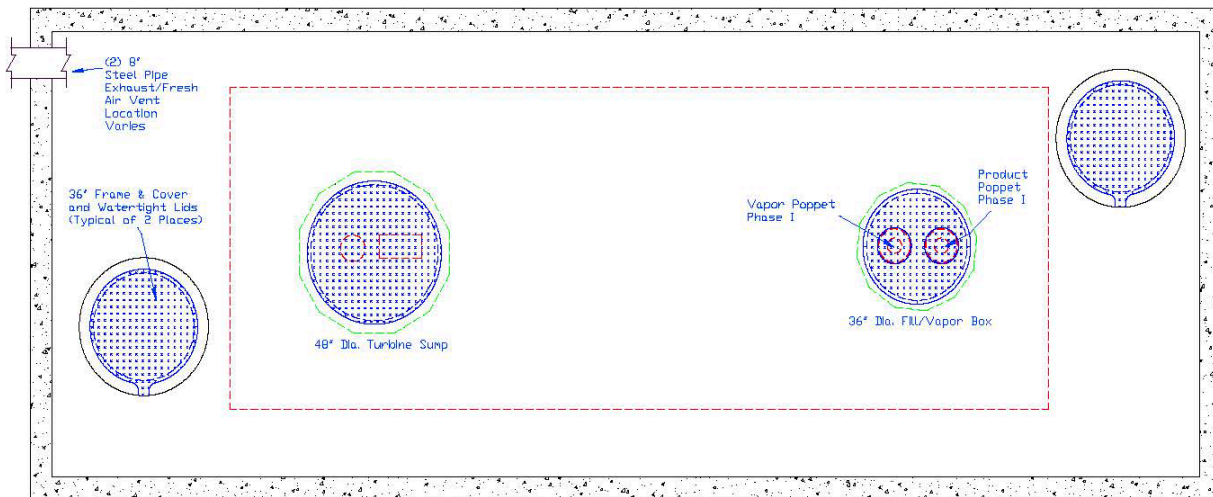 (2) 8"
Steel Pipe
Exhaust/Fresh
Air Vent
Location
Varies
36" Frame & Cover
and Watertight Lids
(Typical of 2 Places)
48" Dia. Turbine Sump
Vapor Poppet
Phase I
Product
Poppet
Phase I
36" Dia. Fill/Vapor Box